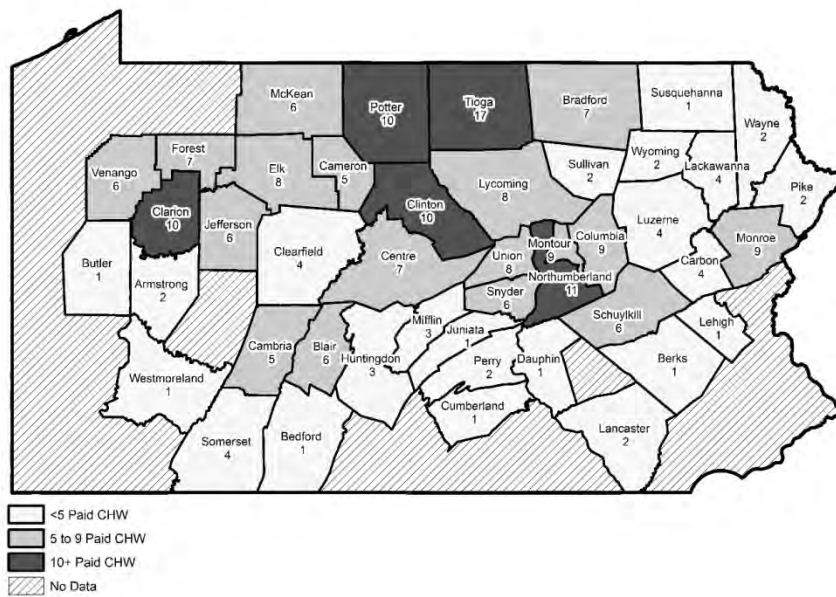 McKean
6
Potter
10
Tioga
17
Bradford
7
Susquehanna
1
Wayne
2
Forest
7
Venango
6
Elk
8
Cameron
5
Lycoming
8
Sullivan
2
Wyoming
2
Lackawanna
4
Pike
2
Clarion
10
Jefferson
6
Clinton
10
Clearfield
4
Centre
7
Union
8
Montour
9
Columbia
9
Luzerne
4
Monroe
9
Butler
1
Armstrong
2
Northumberland
11
Carbon
4
Snyder
6
Schuylkill
6
Mifflin
3
Juniata
1
Lehigh
1
Cambria
5
Blair
6
Huntingdon
3
Perry
2
Dauphin
1
Berks
1
Westmoreland
1
Cumberland
1
Somerset
4
Bedford
1
Lancaster
2
<5 Paid CHW
5 to 9 Paid CHW
10+ Paid CHW
No Data